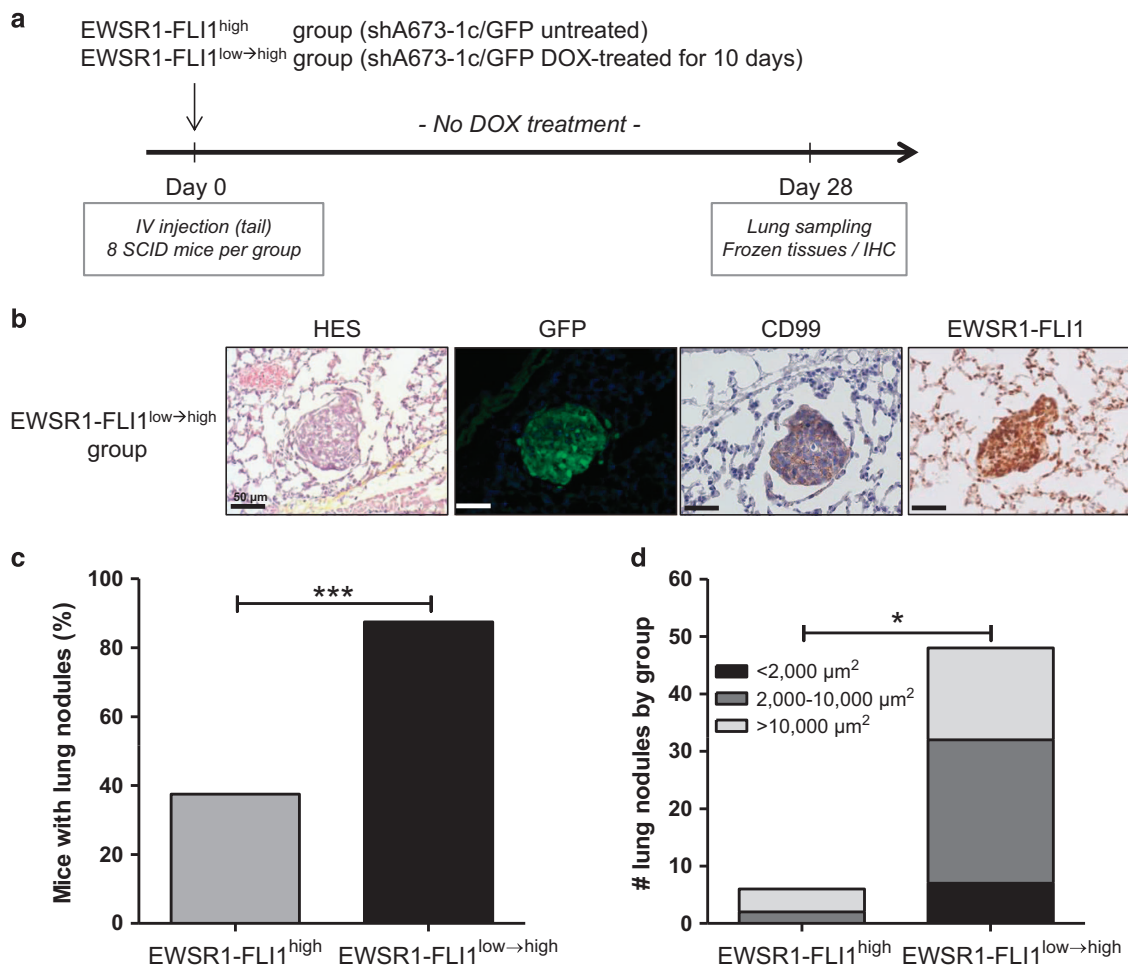 a
EWSR1-FLI1high group (shA673-1c/GFP untreated)
EWSR1-FLI1low→high group (shA673-1c/GFP DOX-treated for 10 days)
- No DOX treatment -
Day 0
Day 28
IV injection (tail)
8 SCID mice per group
Lung sampling
Frozen tissues / IHC
b
HES
GFP
CD99
EWSR1-FLI1
EWSR1-FLI1low→high
group
50 µm
c
Mice with lung nodules (%)
100
80
60
40
20
0
***
EWSR1-FLI1high
EWSR1-FLI1low→high
d
# lung nodules by group
60
50
40
30
20
10
0
*
<2,000 µm²
2,000-10,000 µm²
>10,000 µm²
EWSR1-FLI1high
EWSR1-FLI1low→high